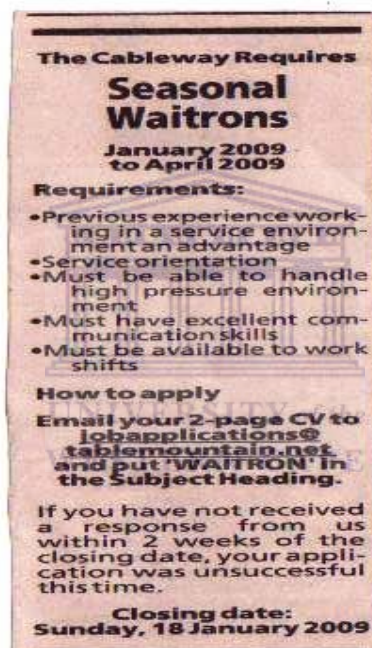 The Cableway Requires
Seasonal
Waitrons
January 2009
to April 2009
Requirements:
•Previous experience work-
ing in a service environ-
ment an advantage
•Service orientation
•Must be able to handle
high pressure environ-
ment
•Must have excellent com-
munication skills
•Must be available to work
shifts
How to apply
UNIVERSITY of the
Email your 2-page CV to
jobapplications@
tablemountain.net
and put 'WAITRON' in
the Subject Heading.
If you have not received
a response from us
within 2 weeks of the
closing date, your appli-
cation was unsuccessful
this time.
Closing date:
Sunday, 18 January 2009